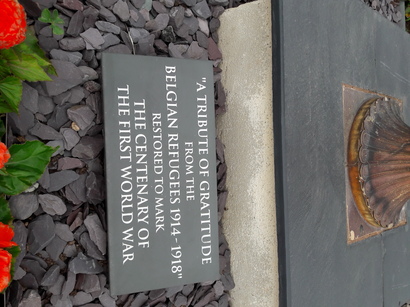 "A TRIBUTE OF GRATITUDE
FROM THE
BELGIAN REFUGEES 1914-1918"
RESTORED TO MARK
THE CENTENARY OF
THE FIRST WORLD WAR